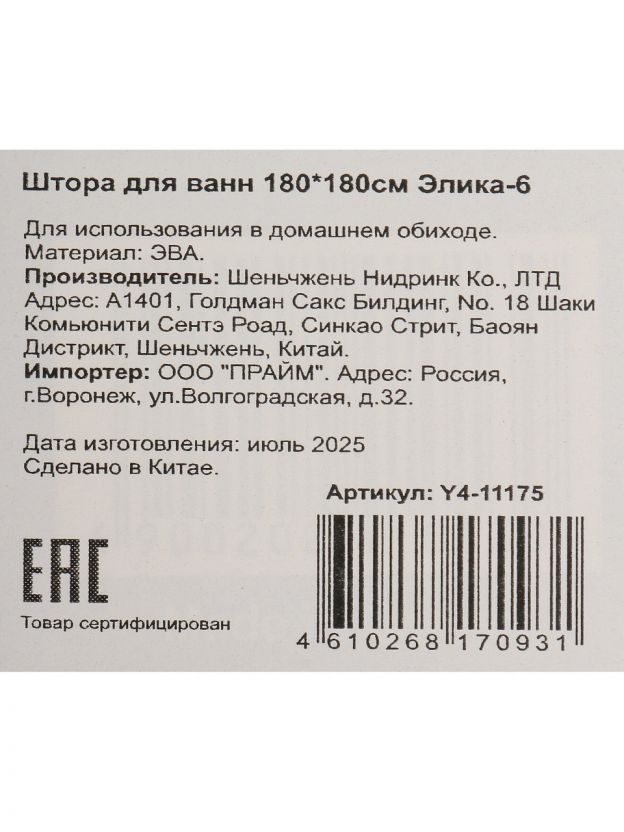 Штора для ванн 180*180см Элика-6
Для использования в домашнем обиходе.
Материал: ЭВА.
Производитель: Шеньчжень Нидринк Ко., ЛТД
Адрес: А1401, Голдман Сакс Билдинг, No. 18 Шаки
Комьюнити Сентэ Роад, Синкао Стрит, Баоян
Дистрикт, Шеньчжень, Китай.
Импортер: ООО "ПРАЙМ". Адрес: Россия,
г.Воронеж, ул.Волгоградская, д.32.
Дата изготовления: июль 2025
Сделано в Китае.
Артикул: Y4-11175
EAC
Товар сертифицирован
4 610268 170931